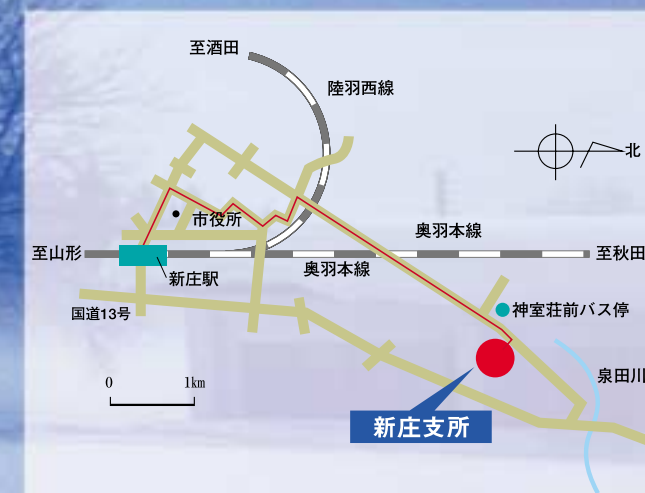 至酒田
陸羽西線
北
市役所
奥羽本線
至山形
至秋田
奥羽本線
新庄駅
神室荘前バス停
国道13号
泉田川
0 1km
新庄支所